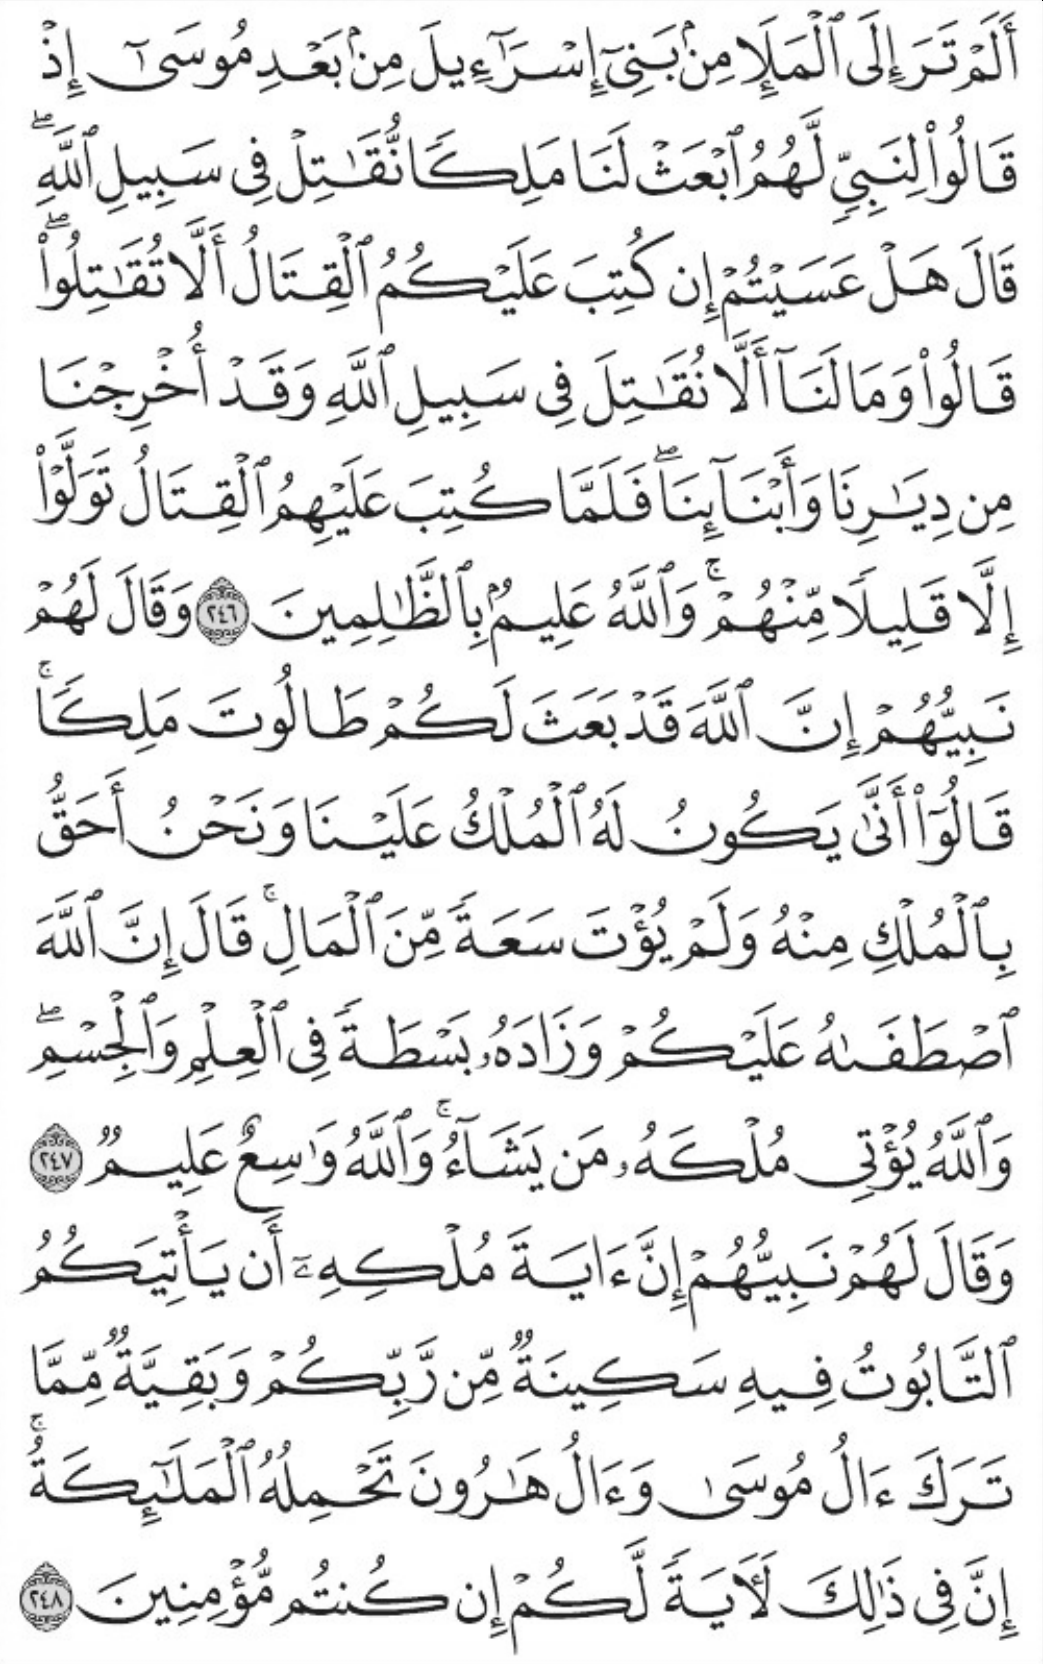 أَلَمْ تَرَ إِلَى ٱلْمَلَإِ مِنۢ بَنِىٓ إِسْرَٰٓءِيلَ مِنۢ بَعْدِ مُوسَىٰٓ إِذْ
قَالُوا۟ لِنَبِىٍّ لَّهُمُ ٱبْعَثْ لَنَا مَلِكًا نُّقَٰتِلْ فِى سَبِيلِ ٱللَّهِ ۖ
قَالَ هَلْ عَسَيْتُمْ إِن كُتِبَ عَلَيْكُمُ ٱلْقِتَالُ أَلَّا تُقَٰتِلُوا۟ ۖ
قَالُوا۟ وَمَا لَنَآ أَلَّا نُقَٰتِلَ فِى سَبِيلِ ٱللَّهِ وَقَدْ أُخْرِجْنَا
مِن دِيَٰرِنَا وَأَبْنَآئِنَا ۖ فَلَمَّا كُتِبَ عَلَيْهِمُ ٱلْقِتَالُ تَوَلَّوْا۟
إِلَّا قَلِيلًا مِّنْهُمْ ۗ وَٱللَّهُ عَلِيمٌۢ بِٱلظَّٰلِمِينَ ٢٤٦ وَقَالَ لَهُمْ
نَبِيُّهُمْ إِنَّ ٱللَّهَ قَدْ بَعَثَ لَكُمْ طَالُوتَ مَلِكًا ۚ
قَالُوٓا۟ أَنَّىٰ يَكُونُ لَهُ ٱلْمُلْكُ عَلَيْنَا وَنَحْنُ أَحَقُّ
بِٱلْمُلْكِ مِنْهُ وَلَمْ يُؤْتَ سَعَةً مِّنَ ٱلْمَالِ ۚ قَالَ إِنَّ ٱللَّهَ
ٱصْطَفَىٰهُ عَلَيْكُمْ وَزَادَهُۥ بَسْطَةً فِى ٱلْعِلْمِ وَٱلْجِسْمِ ۖ
وَٱللَّهُ يُؤْتِى مُلْكَهُۥ مَن يَشَآءُ ۚ وَٱللَّهُ وَٰسِعٌ عَلِيمٌ ٢٤٧
وَقَالَ لَهُمْ نَبِيُّهُمْ إِنَّ ءَايَةَ مُلْكِهِۦٓ أَن يَأْتِيَكُمُ
ٱلتَّابُوتُ فِيهِ سَكِينَةٌ مِّن رَّبِّكُمْ وَبَقِيَّةٌ مِّمَّا
تَرَكَ ءَالُ مُوسَىٰ وَءَالُ هَٰرُونَ تَحْمِلُهُ ٱلْمَلَٰٓئِكَةُ ۚ
إِنَّ فِى ذَٰلِكَ لَءَايَةً لَّكُمْ إِن كُنتُم مُّؤْمِنِينَ ٢٤٨